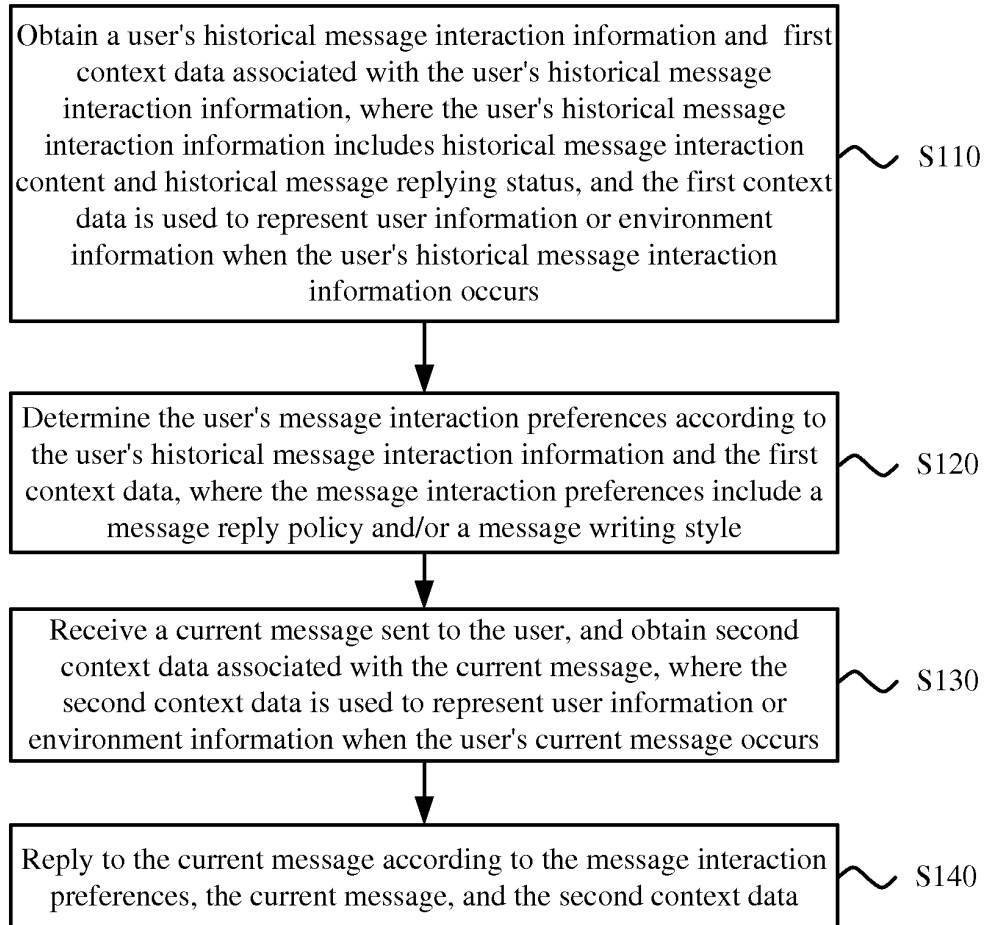 Obtain a user's historical message interaction information and first
context data associated with the user's historical message
interaction information, where the user's historical message
interaction information includes historical message interaction
content and historical message replying status, and the first context
data is used to represent user information or environment
information when the user's historical message interaction
information occurs
S110
Determine the user's message interaction preferences according to
the user's historical message interaction information and the first
context data, where the message interaction preferences include a
message reply policy and/or a message writing style
S120
Receive a current message sent to the user, and obtain second
context data associated with the current message, where the
second context data is used to represent user information or
environment information when the user's current message occurs
S130
Reply to the current message according to the message interaction
preferences, the current message, and the second context data
S140